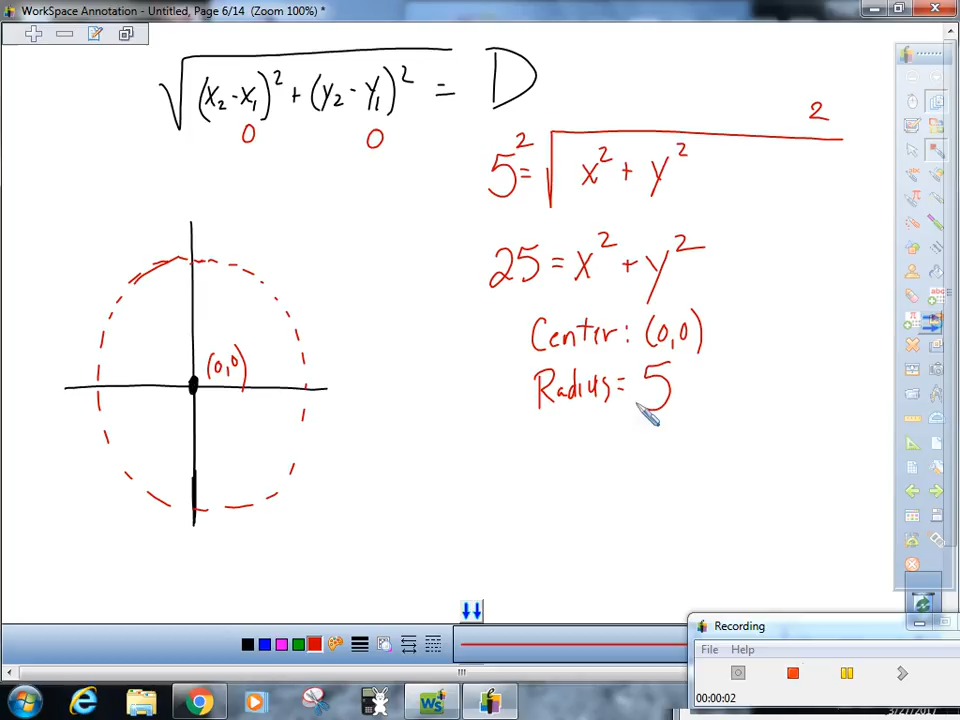 WorkSpace Annotation - Untitled, Page 6/14 (Zoom 100%) *
√(x₂-x₁)² + (y₂-y₁)² = D
0 0
5² = √x² + y² ²
25 = x² + y²
(0,0)
Center: (0,0)
Radius = 5
Recording
File Help
00:00:02